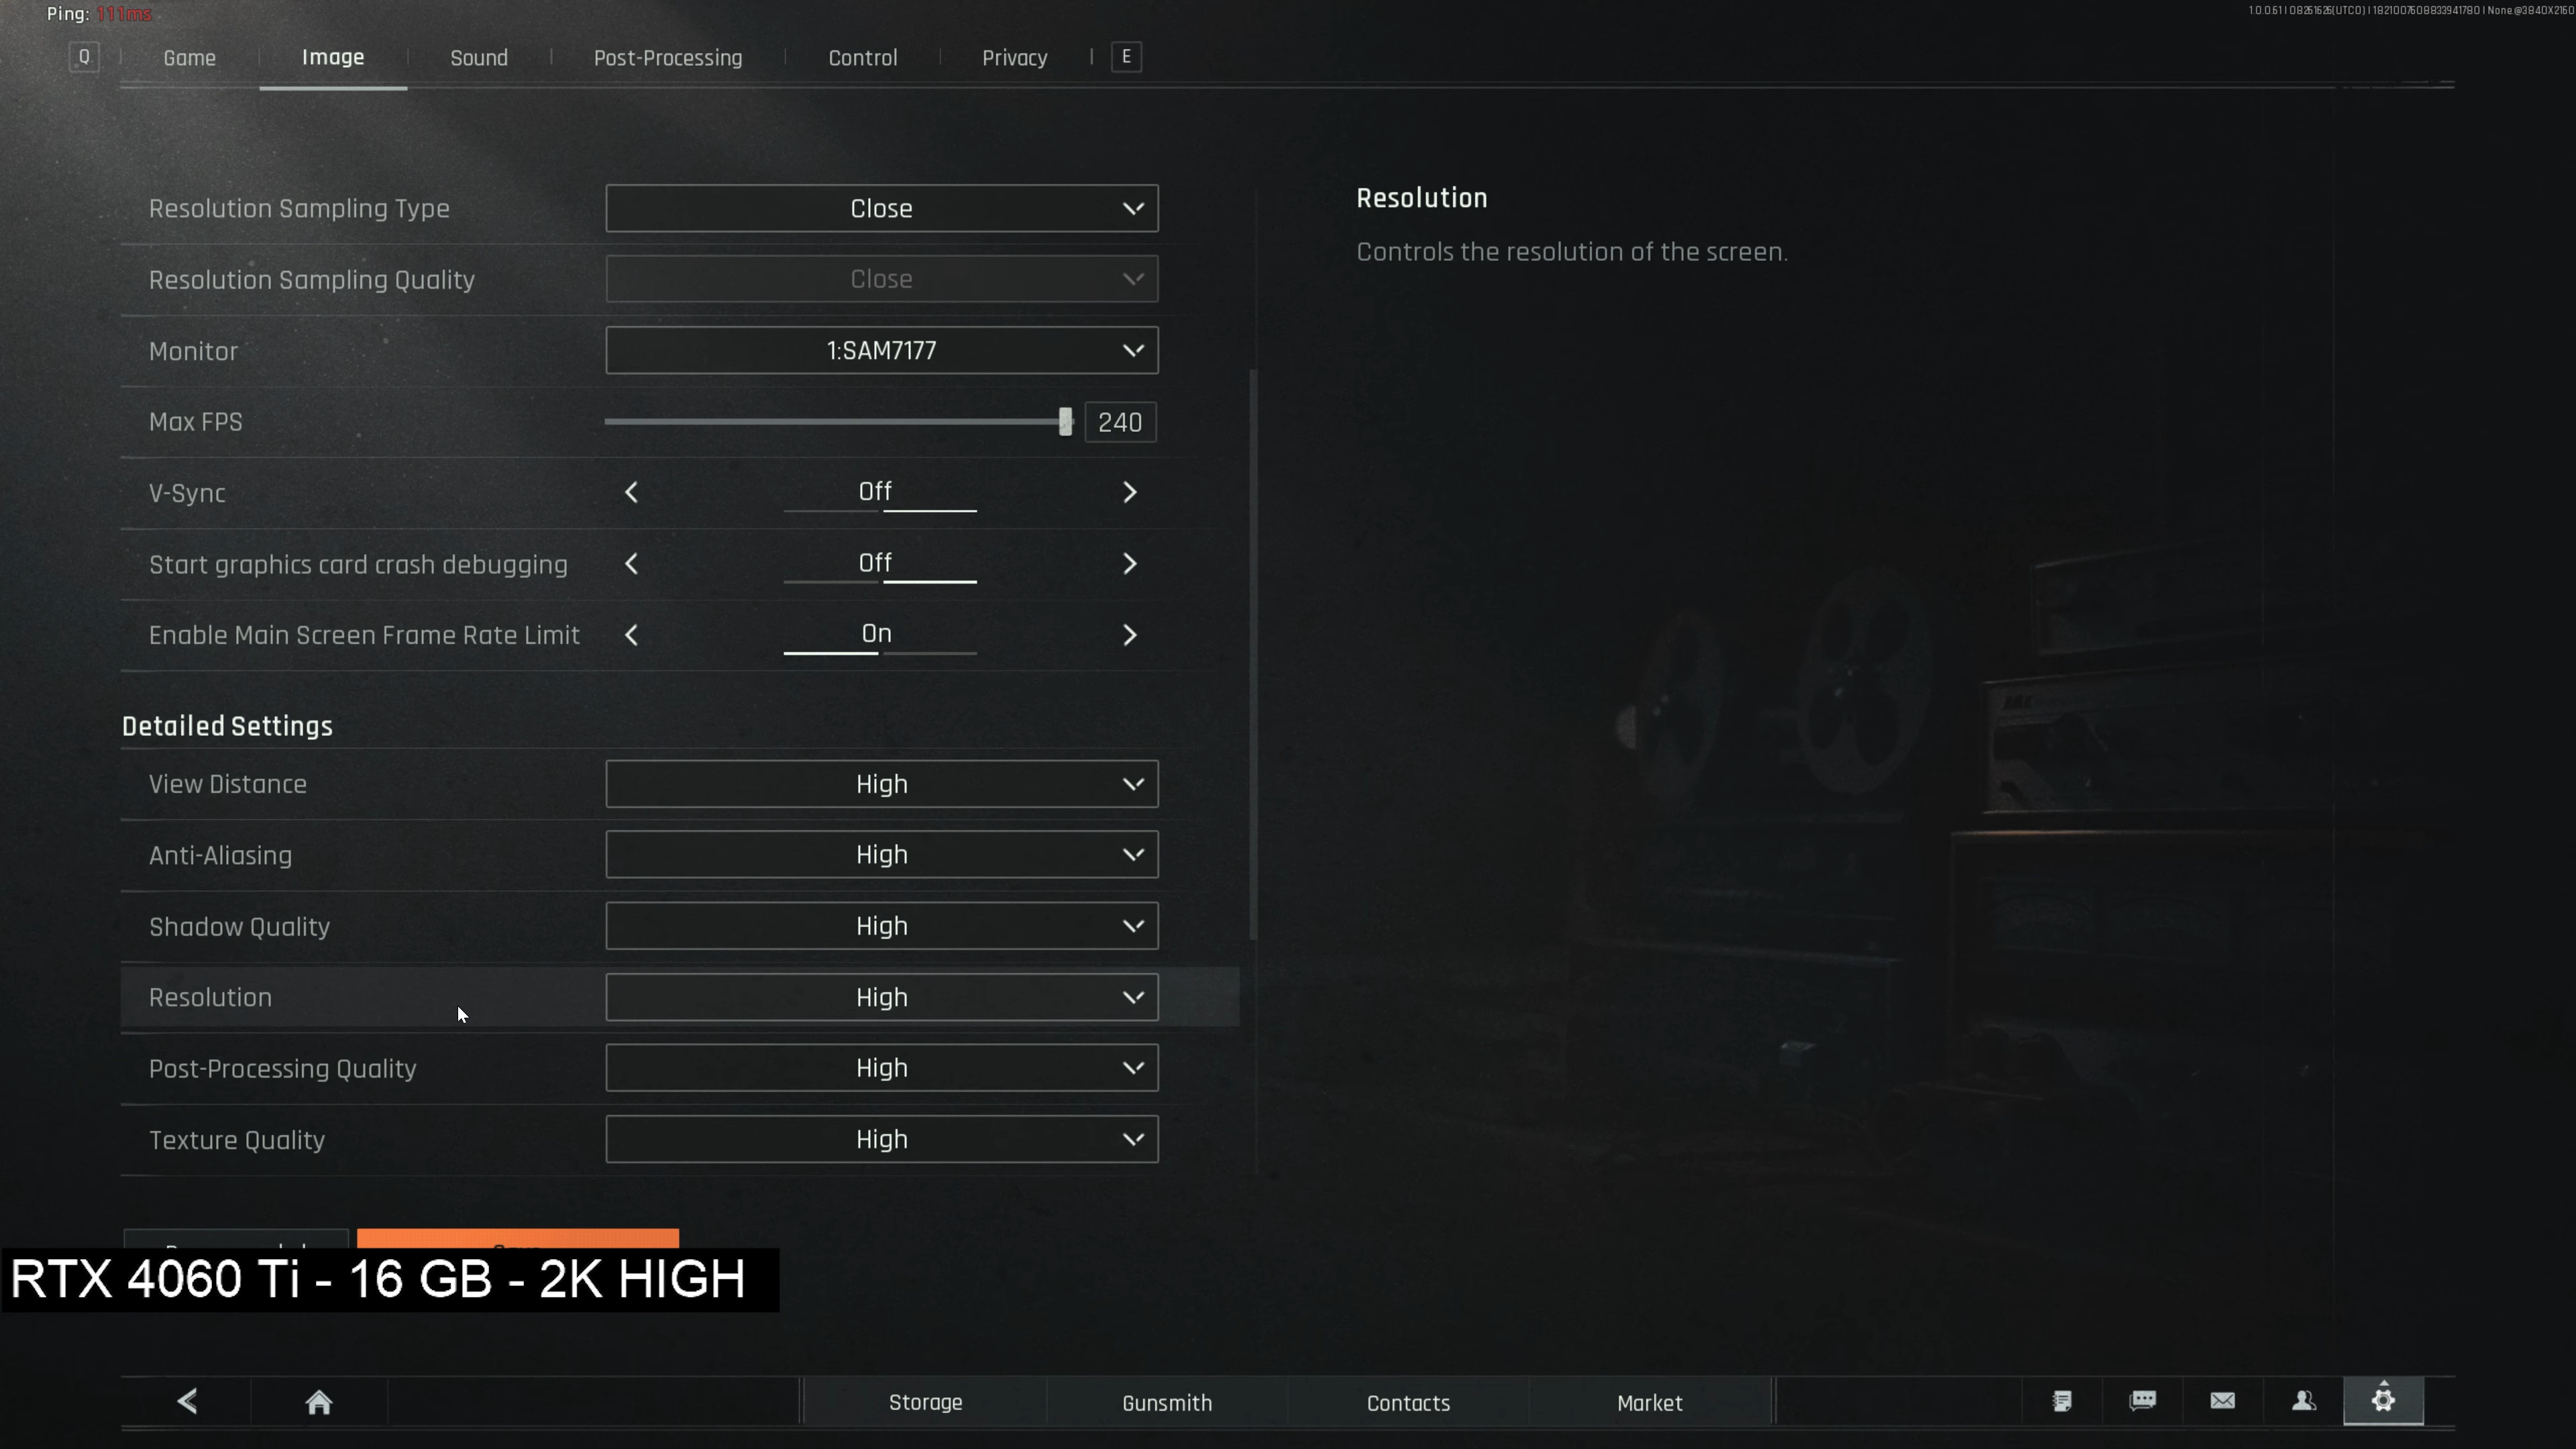 Ping: 111ms
Q
Game
Image
Sound
Post-Processing
Control
Privacy
E
Resolution Sampling Type
Close
Resolution Sampling Quality
Close
Monitor
1:SAM7177
Max FPS
240
V-Sync
Off
Start graphics card crash debugging
Off
Enable Main Screen Frame Rate Limit
On
Detailed Settings
View Distance
High
Anti-Aliasing
High
Shadow Quality
High
Resolution
High
Post-Processing Quality
High
Texture Quality
High
Resolution
Controls the resolution of the screen.
RTX 4060 Ti - 16 GB - 2K HIGH
Storage
Gunsmith
Contacts
Market